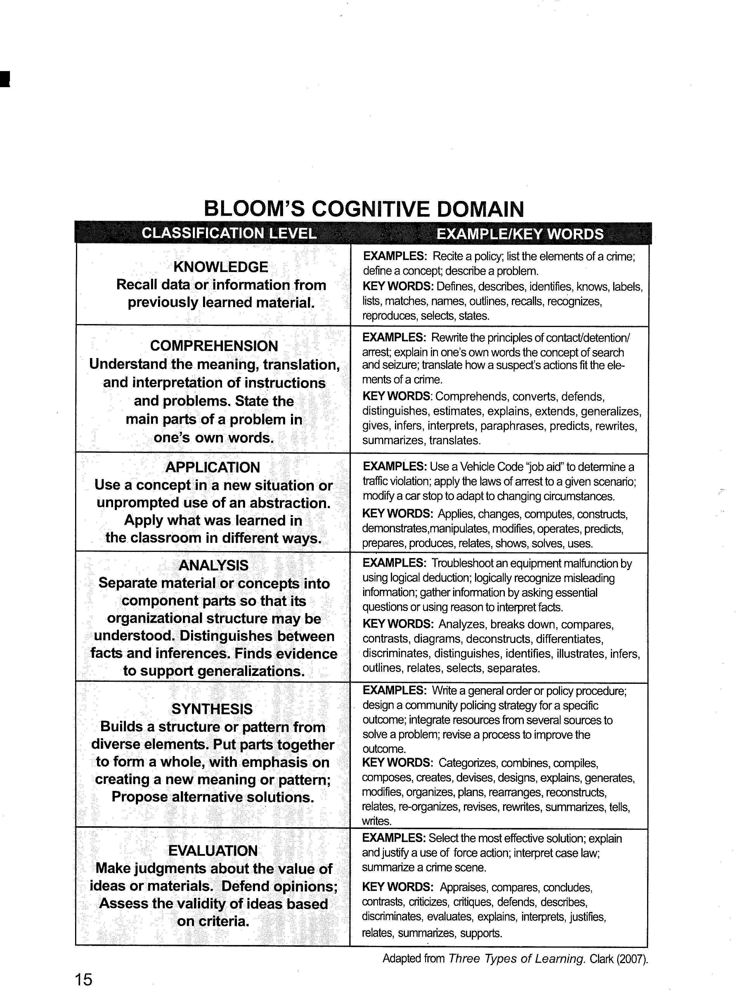 BLOOM'S COGNITIVE DOMAIN
CLASSIFICATION LEVEL
EXAMPLE/KEY WORDS
KNOWLEDGE
Recall data or information from
previously learned material.
EXAMPLES: Recite a policy; list the elements of a crime;
define a concept; describe a problem.
KEY WORDS: Defines, describes, identifies, knows, labels,
lists, matches, names, outlines, recalls, recognizes,
reproduces, selects, states.
COMPREHENSION
Understand the meaning, translation,
and interpretation of instructions
and problems. State the
main parts of a problem in
one's own words.
EXAMPLES: Rewrite the principles of contact/detention/
arrest; explain in one's own words the concept of search
and seizure; translate how a suspect's actions fit the ele-
ments of a crime.
KEY WORDS: Comprehends, converts, defends,
distinguishes, estimates, explains, extends, generalizes,
gives, infers, interprets, paraphrases, predicts, rewrites,
summarizes, translates.
APPLICATION
Use a concept in a new situation or
unprompted use of an abstraction.
Apply what was learned in
the classroom in different ways.
EXAMPLES: Use a Vehicle Code "job aid" to determine a
traffic violation; apply the laws of arrest to a given scenario;
modify a car stop to adapt to changing circumstances.
KEY WORDS: Applies, changes, computes, constructs,
demonstrates,manipulates, modifies, operates, predicts,
prepares, produces, relates, shows, solves, uses.
ANALYSIS
Separate material or concepts into
component parts so that its
organizational structure may be
understood. Distinguishes between
facts and inferences. Finds evidence
to support generalizations.
EXAMPLES: Troubleshoot an equipment malfunction by
using logical deduction; logically recognize misleading
information; gather information by asking essential
questions or using reason to interpret facts.
KEY WORDS: Analyzes, breaks down, compares,
contrasts, diagrams, deconstructs, differentiates,
discriminates, distinguishes, identifies, illustrates, infers,
outlines, relates, selects, separates.
SYNTHESIS
Builds a structure or pattern from
diverse elements. Put parts together
to form a whole, with emphasis on
creating a new meaning or pattern;
Propose alternative solutions.
EXAMPLES: Write a general order or policy procedure;
design a community policing strategy for a specific
outcome; integrate resources from several sources to
solve a problem; revise a process to improve the
outcome.
KEY WORDS: Categorizes, combines, compiles,
composes, creates, devises, designs, explains, generates,
modifies, organizes, plans, rearranges, reconstructs,
relates, re-organizes, revises, rewrites, summarizes, tells,
writes.
EVALUATION
Make judgments about the value of
ideas or materials. Defend opinions;
Assess the validity of ideas based
on criteria.
EXAMPLES: Select the most effective solution; explain
and justify a use of force action; interpret case law;
summarize a crime scene.
KEY WORDS: Appraises, compares, concludes,
contrasts, criticizes, critiques, defends, describes,
discriminates, evaluates, explains, interprets, justifies,
relates, summarizes, supports.
Adapted from Three Types of Learning. Clark (2007).
15